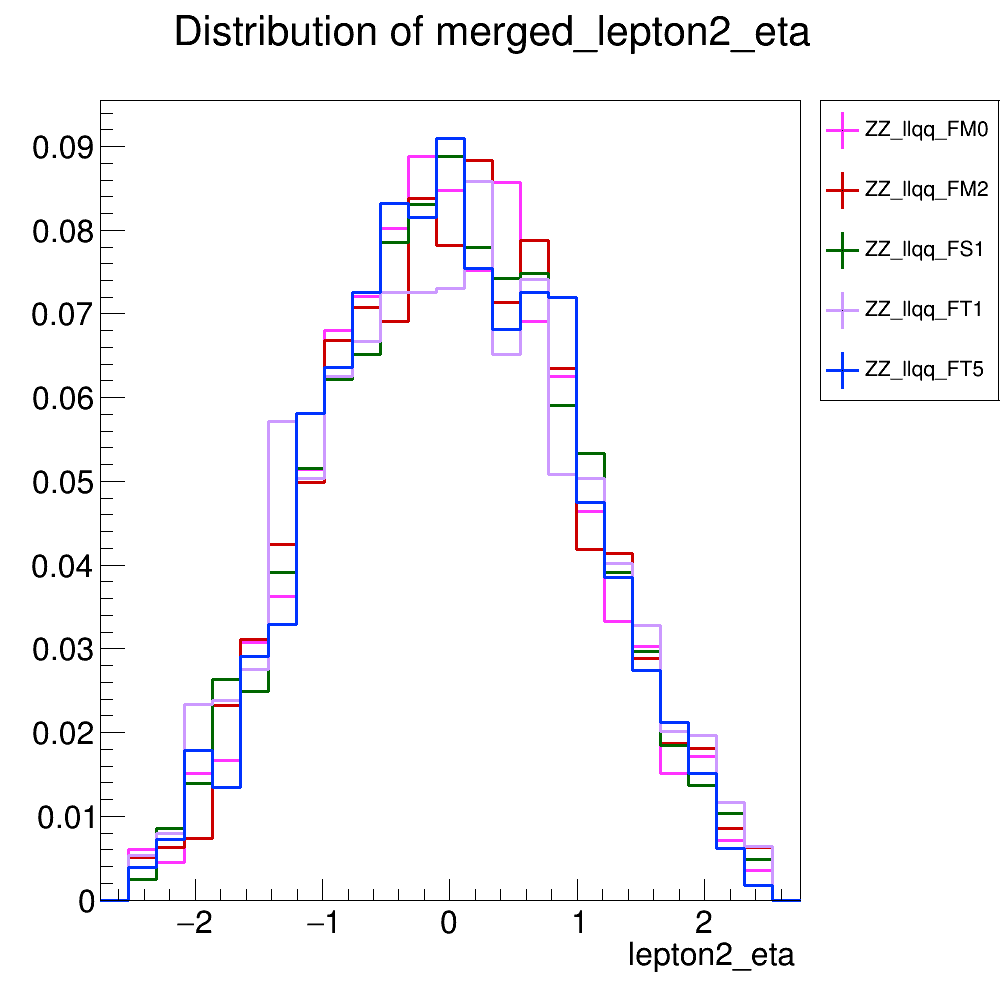 Distribution of merged_lepton2_eta
0.09
0.08
0.07
0.06
0.05
0.04
0.03
0.02
0.01
0
−2
−1
0
1
2
lepton2_eta
ZZ_llqq_FM0
ZZ_llqq_FM2
ZZ_llqq_FS1
ZZ_llqq_FT1
ZZ_llqq_FT5